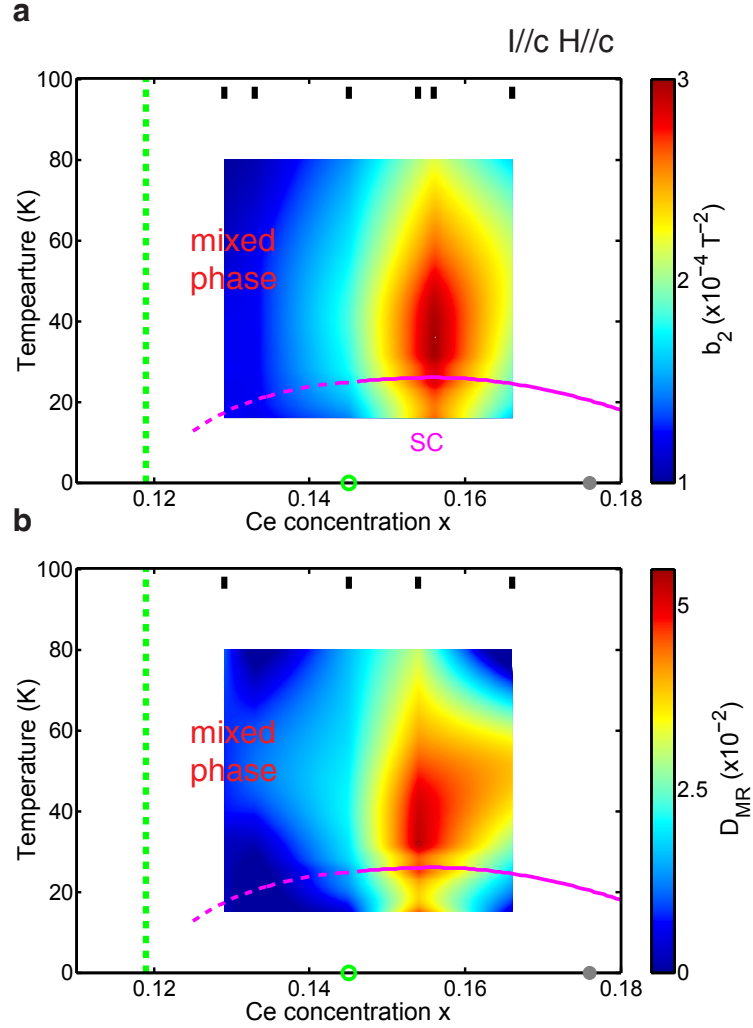 a
I//c H//c
100
80
60
40
20
0
Tempearture (K)
mixed
phase
SC
0.12
0.14
0.16
0.18
Ce concentration x
3
2
1
b₂ (x10⁻⁴ T⁻²)
b
100
80
60
40
20
0
Temperature (K)
mixed
phase
0.12
0.14
0.16
0.18
Ce concentration x
5
2.5
0
D_MR (x10⁻²)